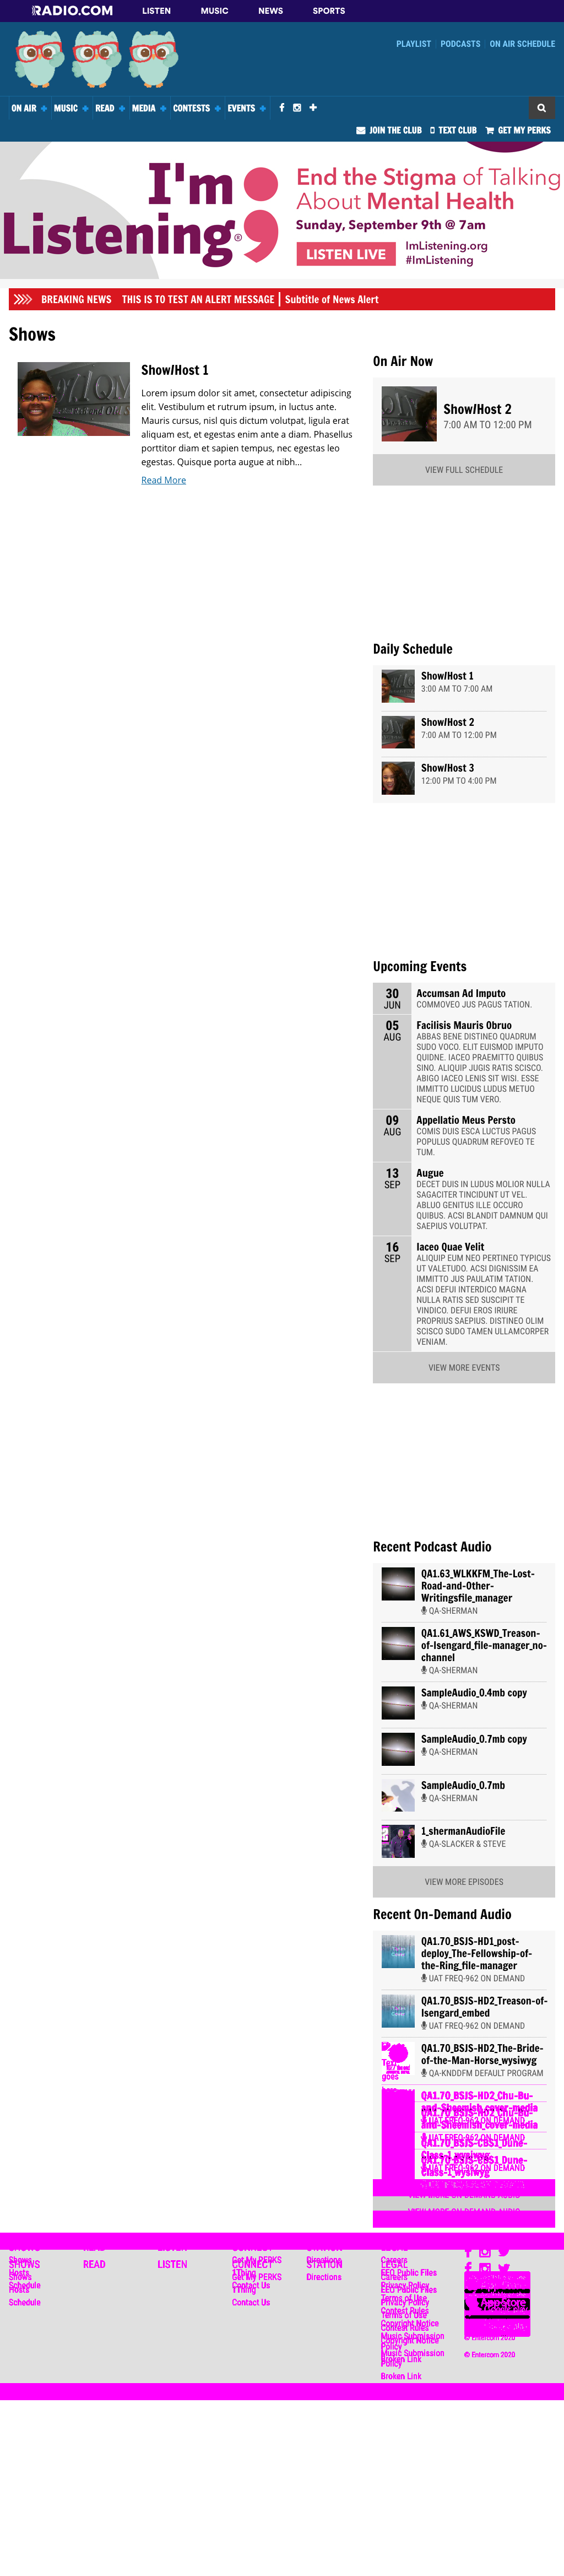 RADIO.COM LISTEN MUSIC NEWS SPORTS
PLAYLIST PODCASTS ON AIR SCHEDULE
ON AIR MUSIC READ MEDIA CONTESTS EVENTS
JOIN THE CLUB TEXT CLUB GET MY PERKS
I'm
Listening®
End the Stigma of Talking
About Mental Health
Sunday, September 9th @ 7am
LISTEN LIVE
ImListening.org
#ImListening
BREAKING NEWS THIS IS TO TEST AN ALERT MESSAGE | Subtitle of News Alert
Shows
Show/Host 1
Lorem ipsum dolor sit amet, consectetur adipiscing
elit. Vestibulum et rutrum ipsum, in luctus ante.
Mauris cursus, nisl quis dictum volutpat, ligula erat
aliquam est, et egestas enim ante a diam. Phasellus
porttitor diam et sapien tempus, nec egestas leo
egestas. Quisque porta augue at nibh...
Read More
On Air Now
Show/Host 2
7:00 AM TO 12:00 PM
VIEW FULL SCHEDULE
Daily Schedule
Show/Host 1
3:00 AM TO 7:00 AM
Show/Host 2
7:00 AM TO 12:00 PM
Show/Host 3
12:00 PM TO 4:00 PM
Upcoming Events
30
JUN
Accumsan Ad Imputo
COMMOVEO JUS PAGUS TATION.
05
AUG
Facilisis Mauris Obruo
ABBAS BENE DISTINEO QUADRUM
SUDO VOCO. ELIT EUISMOD IMPUTO
QUIDNE. IACEO PRAEMITTO QUIBUS
SINO. ALIQUIP JUGIS RATIS SCISCO.
ABIGO IACEO LENIS SIT WISI. ESSE
IMMITTO LUCIDUS LUDUS METUO
NEQUE QUIS TUM VERO.
09
AUG
Appellatio Meus Persto
COMIS DUIS ESCA LUCTUS PAGUS
POPULUS QUADRUM REFOVEO TE
TUM.
13
SEP
Augue
DECET DUIS IN LUDUS MOLIOR NULLA
SAGACITER TINCIDUNT UT VEL.
ABLUO GENITUS ILLE OCCURO
QUIBUS. ACSI BLANDIT DAMNUM QUI
SAEPIUS VOLUTPAT.
16
SEP
Iaceo Quae Velit
ALIQUIP EUM NEO PERTINEO TYPICUS
UT VALETUDO. ACSI DIGNISSIM EA
IMMITTO JUS PAULATIM TATION.
ACSI DEFUI INTERDICO MAGNA
NULLA RATIS SED SUSCIPIT TE
VINDICO. DEFUI EROS IRIURE
PROPRIUS SAEPIUS. DISTINEO OLIM
SCISCO SUDO TAMEN ULLAMCORPER
VENIAM.
VIEW MORE EVENTS
Recent Podcast Audio
QA1.63_WLKKFM_The-Lost-
Road-and-Other-
Writingsfile_manager
QA-SHERMAN
QA1.61_AWS_KSWD_Treason-
of-Isengard_file-manager_no-
channel
QA-SHERMAN
SampleAudio_0.4mb copy
QA-SHERMAN
SampleAudio_0.7mb copy
QA-SHERMAN
SampleAudio_0.7mb
QA-SHERMAN
1_shermanAudioFile
QA-SLACKER & STEVE
VIEW MORE EPISODES
Recent On-Demand Audio
QA1.70_BSJS-HD1_post-
deploy_The-Fellowship-of-
the-Ring_file-manager
UAT FREQ-962 ON DEMAND
QA1.70_BSJS-HD2_Treason-of-
Isengard_embed
UAT FREQ-962 ON DEMAND
QA1.70_BSJS-HD2_The-Bride-
of-the-Man-Horse_wysiwyg
QA-KNDDFM DEFAULT PROGRAM
Text
goes
QA1.70_BSJS-HD2_Chu-Bu-
and-Sheemish_cover-media
QA1.70_BSJS-HD2_Chu-Bu-
and-Sheemish_cover-media
UAT FREQ-962 ON DEMAND
UAT FREQ-962 ON DEMAND
QA1.70_BSJS-CBS1_Dune-
Class-1_wysiwyg
QA1.70_BSJS-CBS1_Dune-
UAT FREQ-962 ON DEMAND
Class-1_wysiwyg
VIEW MORE ON-DEMAND AUDIO
SHOWS READ LISTEN CONNECT STATION LEGAL
Shows
Hosts
Schedule
Get My PERKS
1Thing
Contact Us
Directions
Careers
EEO Public Files
Privacy Policy
Terms of Use
Contest Rules
Copyright Notice
Music Submission
Policy
Broken Link
App Store
© Entercom 2020
© Entercom 2020